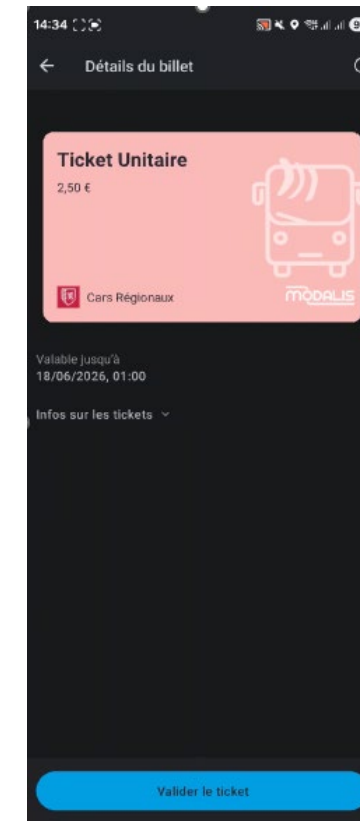 14:34
Détails du billet
Ticket Unitaire
2,50 €
Cars Régionaux
MODALIS
Valable jusqu'à
18/06/2026, 01:00
Infos sur les tickets
Valider le ticket